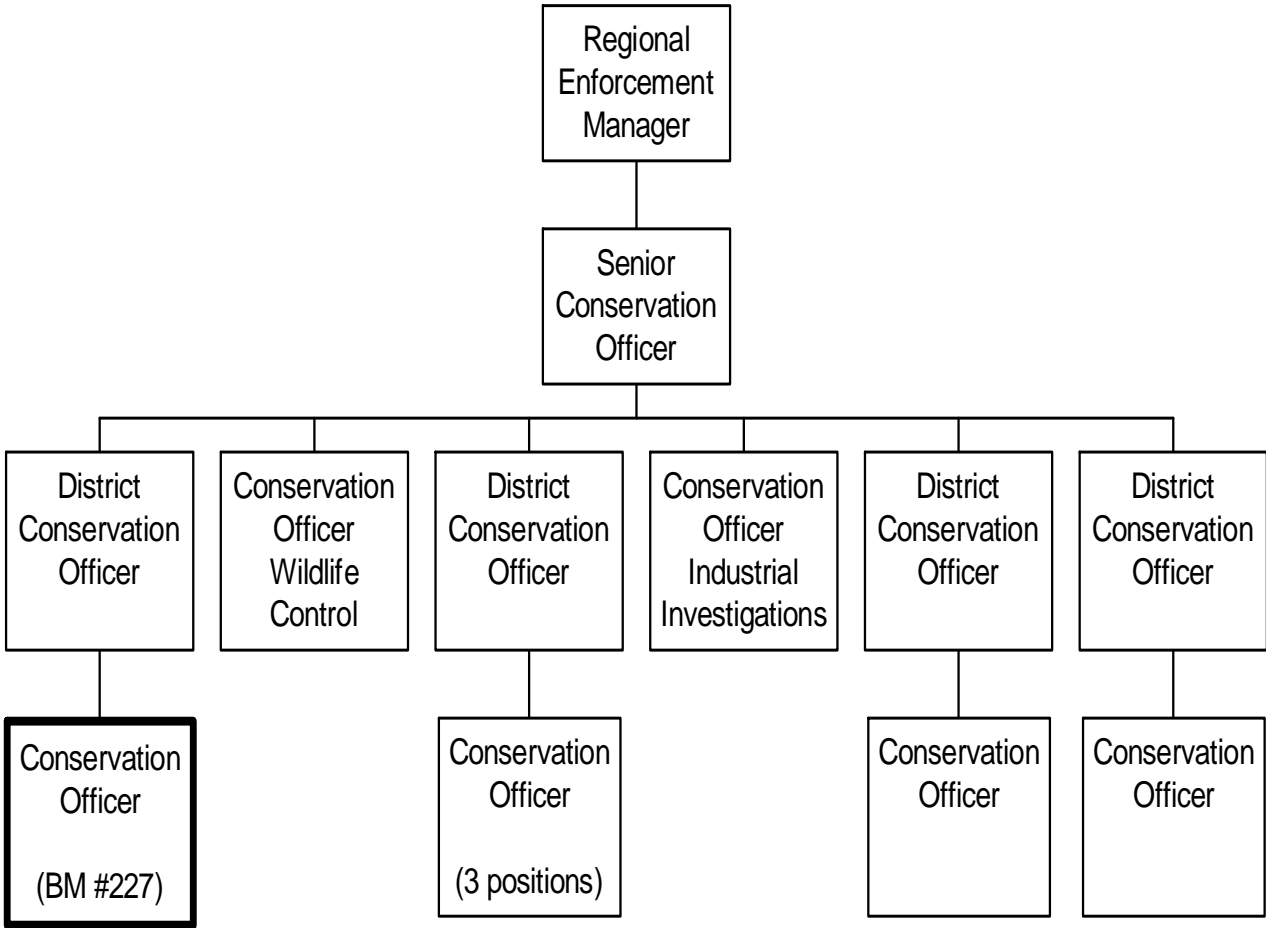 Regional
Enforcement
Manager
Senior
Conservation
Officer
District
Conservation
Officer
Conservation
Officer
Wildlife
Control
District
Conservation
Officer
Conservation
Officer
Industrial
Investigations
District
Conservation
Officer
District
Conservation
Officer
Conservation
Officer
(BM #227)
Conservation
Officer
(3 positions)
Conservation
Officer
Conservation
Officer